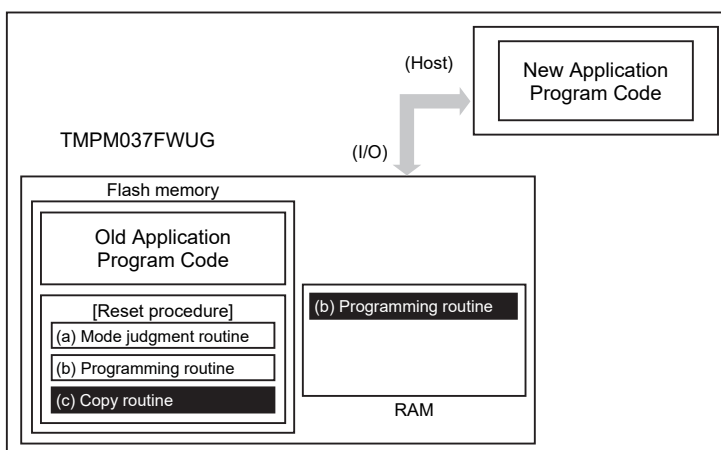 (Host)
New Application
Program Code
TMPM037FWUG
(I/O)
Flash memory
Old Application
Program Code
[Reset procedure]
(a) Mode judgment routine
(b) Programming routine
(c) Copy routine
(b) Programming routine
RAM